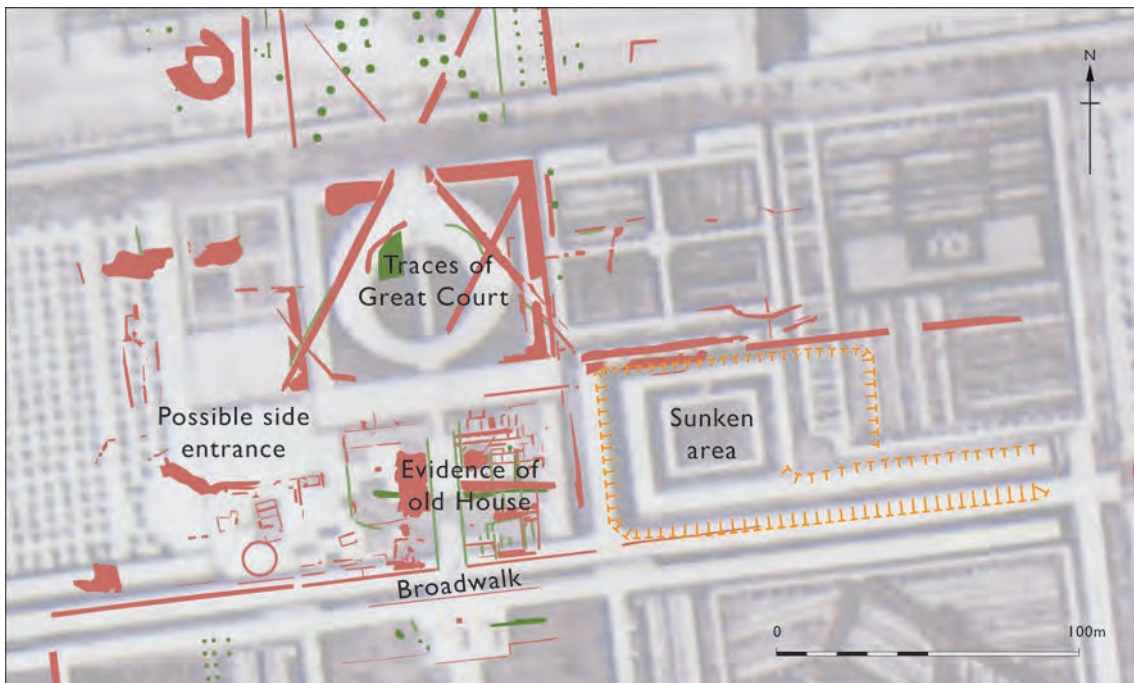 N
Traces of
Great Court
Possible side
entrance
Sunken
area
Evidence of
old House
Broadwalk
0
100m